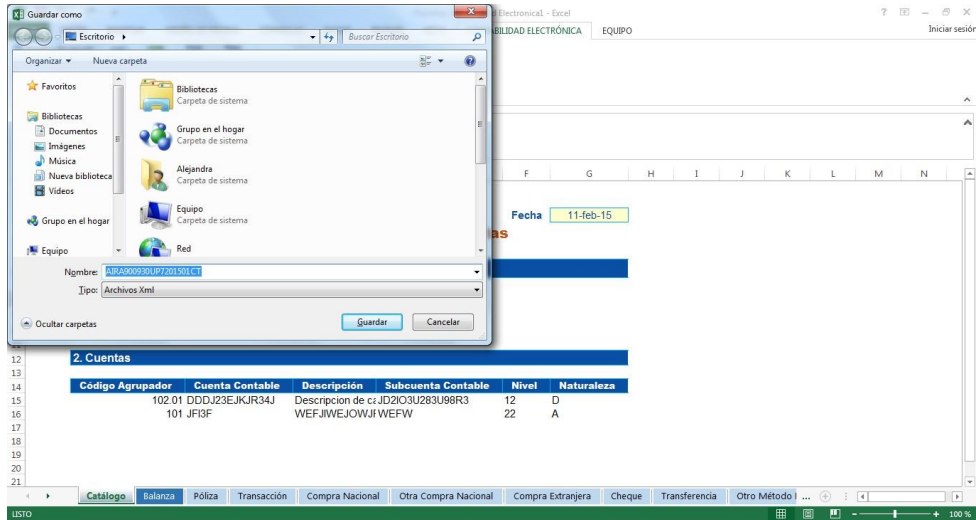 Guardar como
d Electronica1 - Excel
Escritorio
Buscar Escritorio
BILIDAD ELECTRÓNICA EQUIPO
Iniciar sesión
Organizar Nueva carpeta
Favoritos
Bibliotecas
Documentos
Imágenes
Música
Nueva biblioteca
Vídeos
Grupo en el hogar
Equipo
Bibliotecas
Carpeta de sistema
Grupo en el hogar
Carpeta de sistema
Alejandra
Carpeta de sistema
Equipo
Carpeta de sistema
Red
Nombre: AIRA900930UP7201501CT
Tipo: Archivos Xml
Ocultar carpetas
Guardar Cancelar
F G H I J K L M N
Fecha 11-feb-15
as
12 2. Cuentas
13
14 Código Agrupador Cuenta Contable Descripción Subcuenta Contable Nivel Naturaleza
15 102.01 DDDJ23EJKJR34J Descripcion de ca JD2IO3U283U98R3 12 D
16 101 JFI3F WEFJIWEJOWJF WEFW 22 A
17
18
19
20
21
Catálogo Balanza Póliza Transacción Compra Nacional Otra Compra Nacional Compra Extranjera Cheque Transferencia Otro Método ...
LISTO
100 %